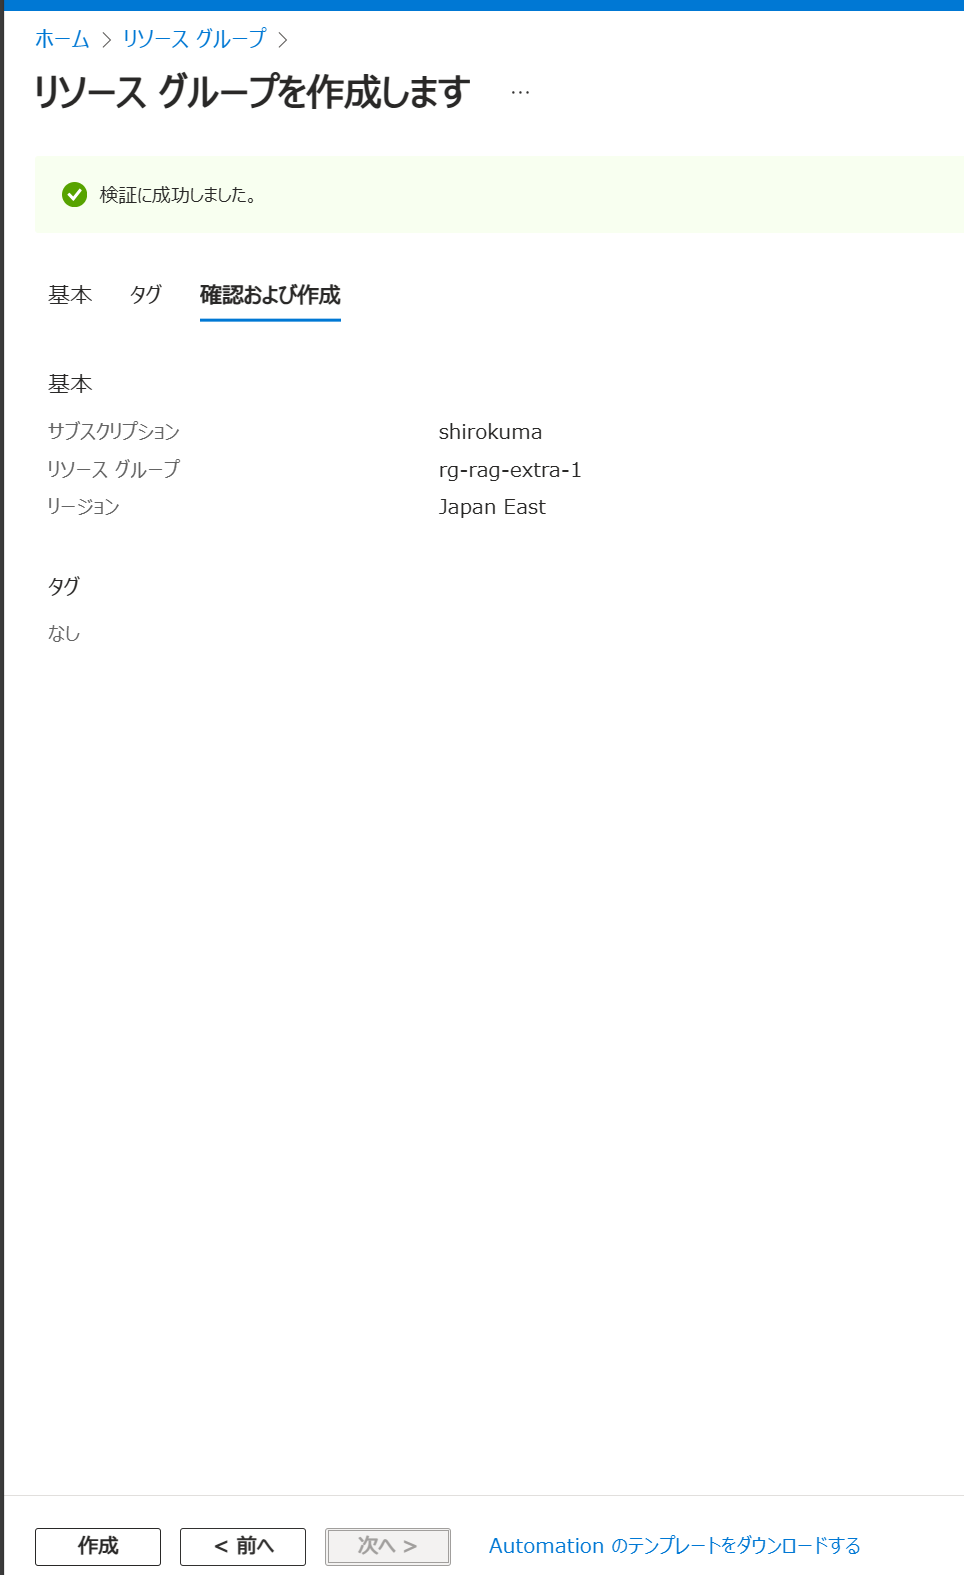 ホーム > リソース グループ >
リソース グループを作成します ...
検証に成功しました。
基本 タグ 確認および作成
基本
サブスクリプション shirokuma
リソース グループ rg-rag-extra-1
リージョン Japan East
タグ
なし
作成 < 前へ 次へ > Automation のテンプレートをダウンロードする